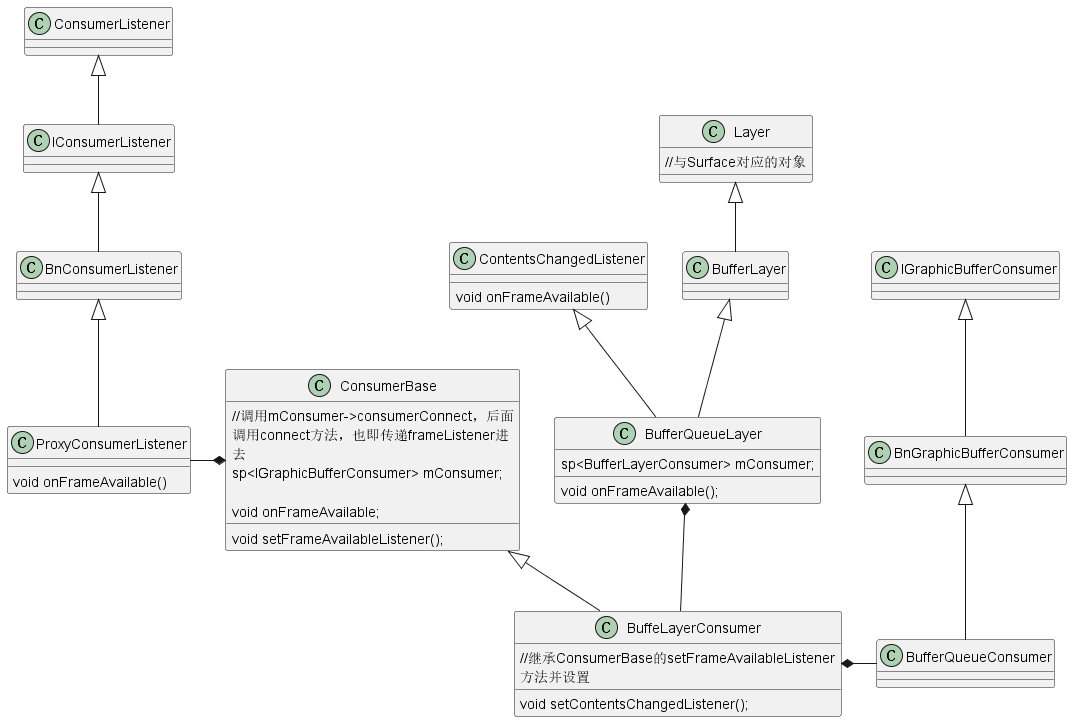 C ConsumerListener
C IConsumerListener
C BnConsumerListener
C ProxyConsumerListener
void onFrameAvailable()
C ConsumerBase
//调用mConsumer->consumerConnect，后面
调用connect方法，也即传递frameListener进
去
sp<IGraphicBufferConsumer> mConsumer;
void onFrameAvailable;
void setFrameAvailableListener();
C Layer
//与Surface对应的对象
C ContentsChangedListener
void onFrameAvailable()
C BufferLayer
C BufferQueueLayer
sp<BufferLayerConsumer> mConsumer;
void onFrameAvailable();
C BuffeLayerConsumer
//继承ConsumerBase的setFrameAvailableListener
方法并设置
void setContentsChangedListener();
C IGraphicBufferConsumer
C BnGraphicBufferConsumer
C BufferQueueConsumer